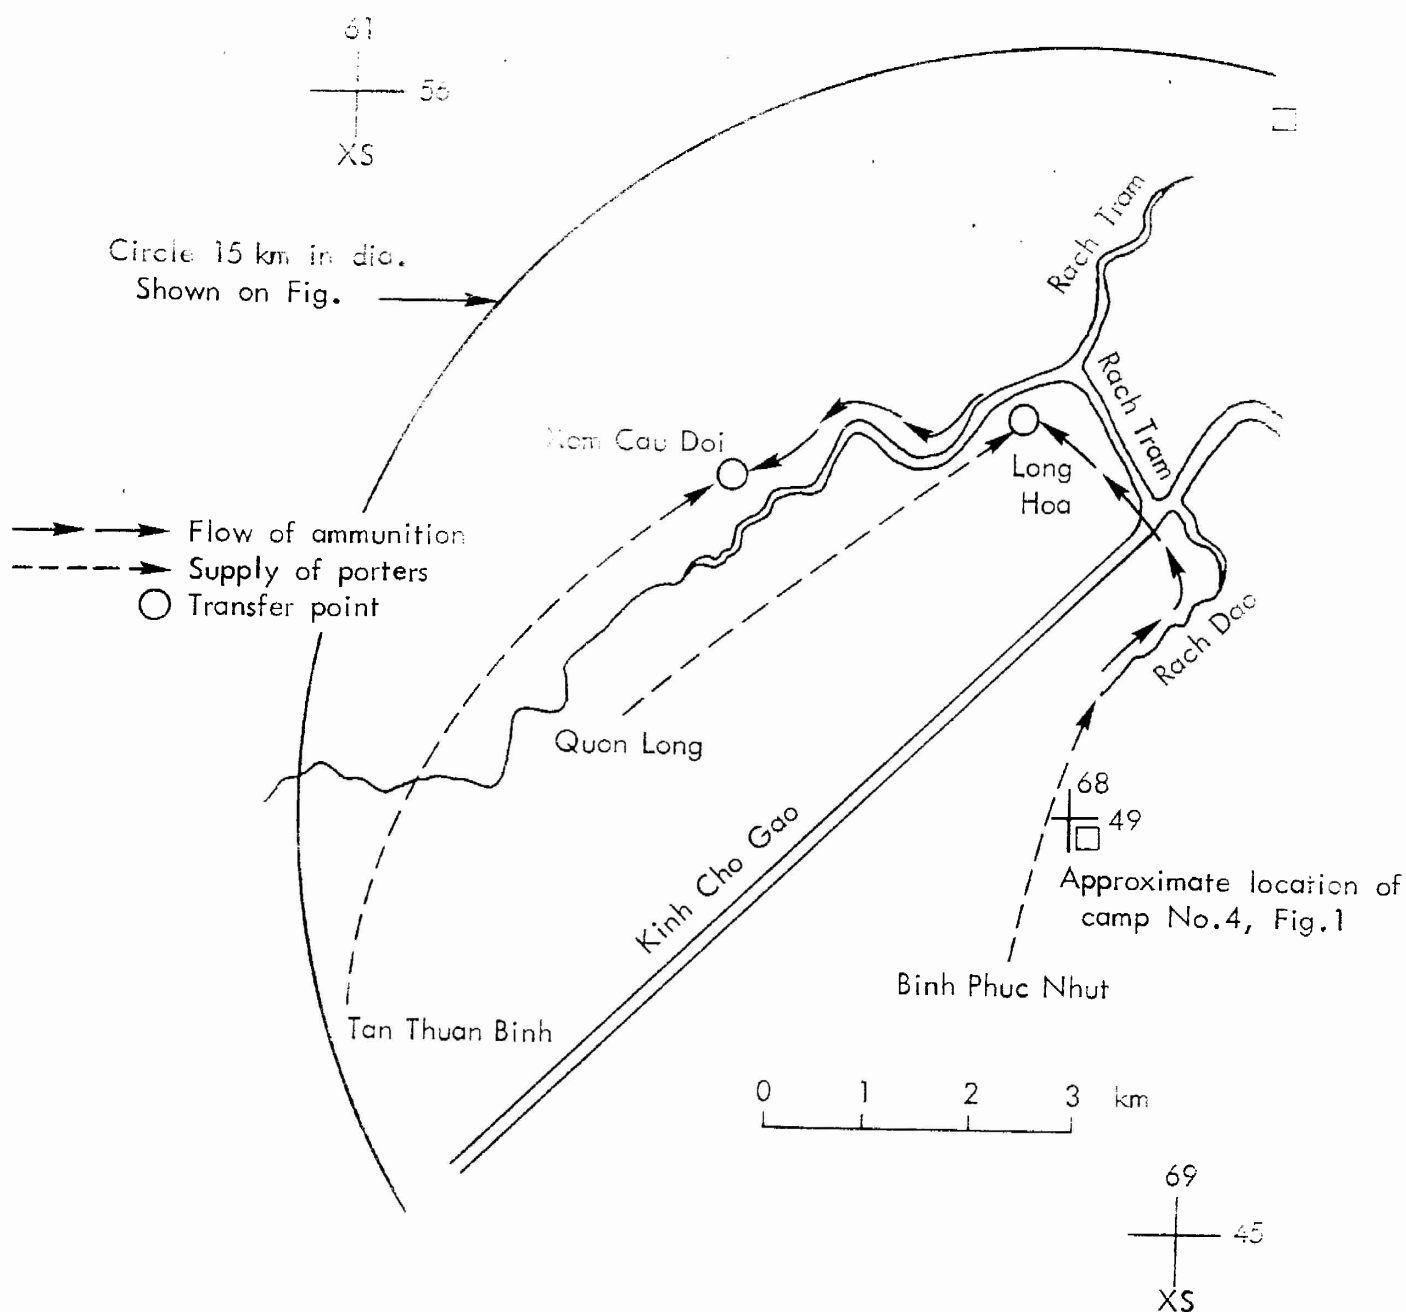 61
56
XS
Rach Tram
Circle 15 km in dia.
Shown on Fig.
Rach Tram
Xom Cau Doi
Long
Hoa
Flow of ammunition
Supply of porters
Transfer point
Rach Dao
Quon Long
68
49
Kinh Cho Gao
Approximate location of
camp No.4, Fig.1
Binh Phuc Nhut
Tan Thuan Binh
0 1 2 3 km
69
45
XS